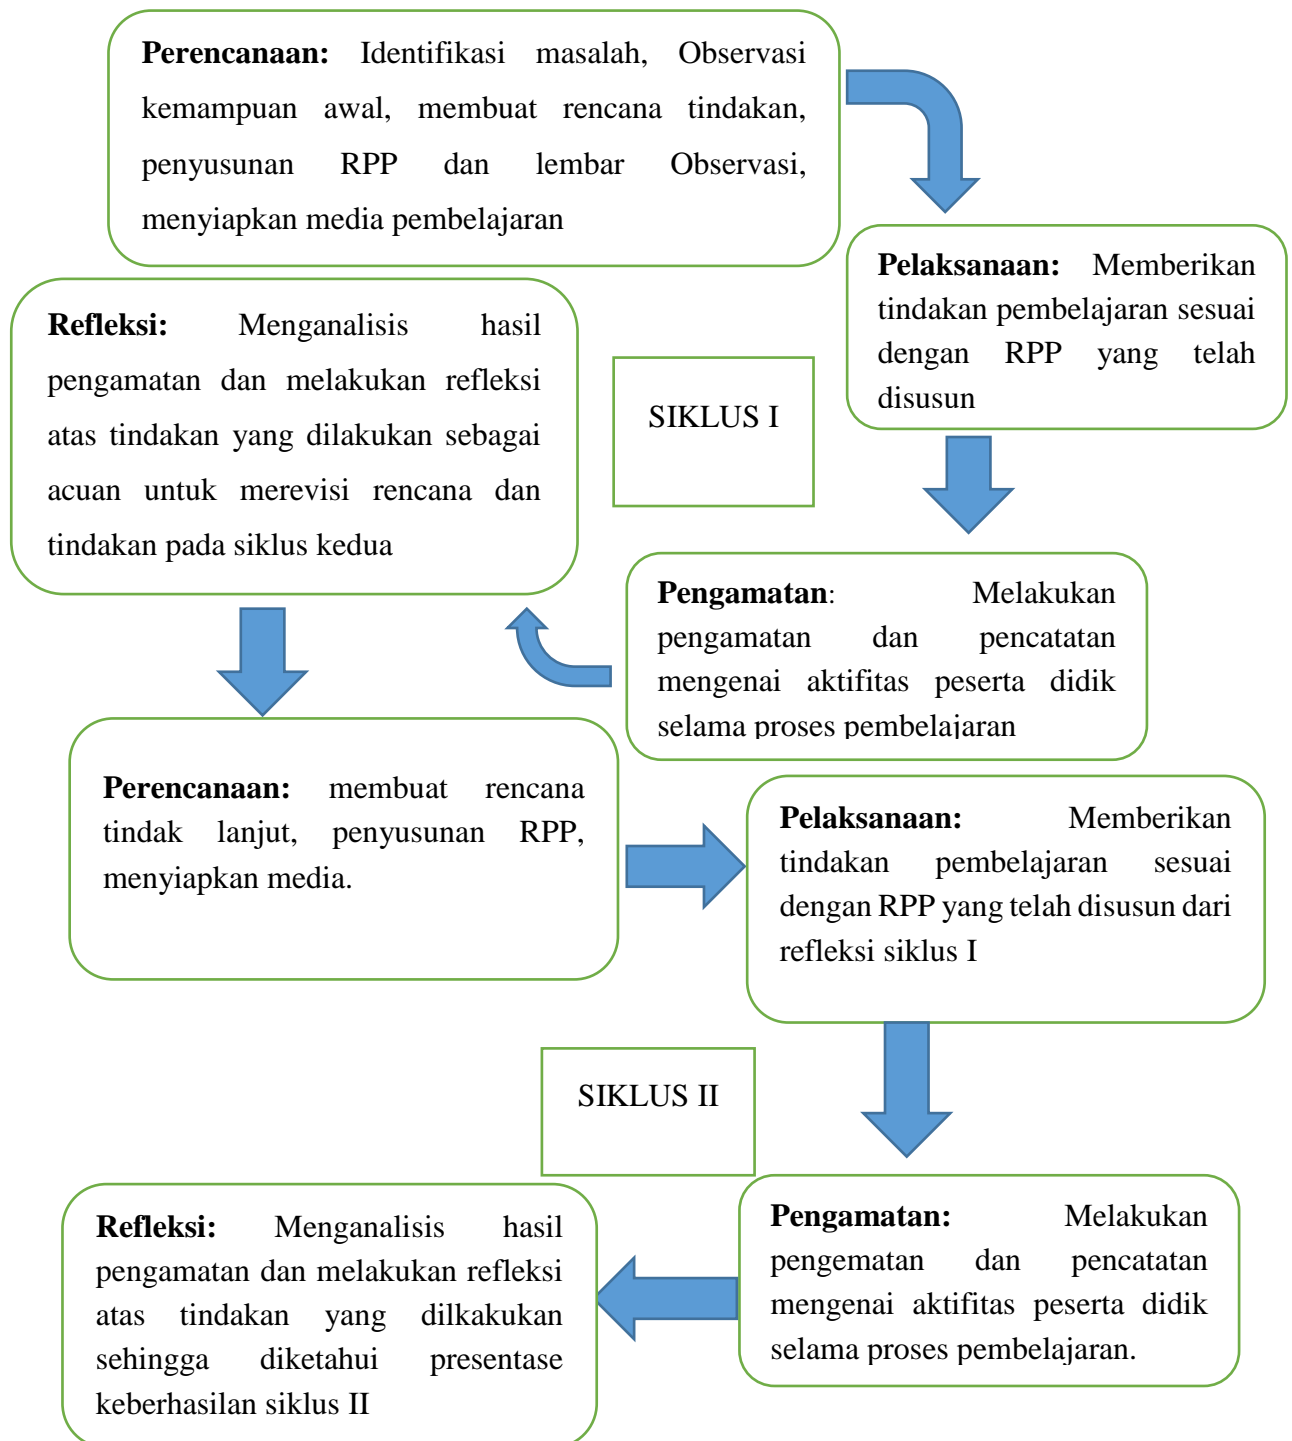 Perencanaan: Identifikasi masalah, Observasi
kemampuan awal, membuat rencana tindakan,
penyusunan RPP dan lembar Observasi,
menyiapkan media pembelajaran
Pelaksanaan: Memberikan
tindakan pembelajaran sesuai
dengan RPP yang telah
disusun
SIKLUS I
Pengamatan: Melakukan
pengamatan dan pencatatan
mengenai aktifitas peserta didik
selama proses pembelajaran
Refleksi: Menganalisis hasil
pengamatan dan melakukan refleksi
atas tindakan yang dilakukan sebagai
acuan untuk merevisi rencana dan
tindakan pada siklus kedua
Perencanaan: membuat rencana
tindak lanjut, penyusunan RPP,
menyiapkan media.
Pelaksanaan: Memberikan
tindakan pembelajaran sesuai
dengan RPP yang telah disusun dari
refleksi siklus I
SIKLUS II
Pengamatan: Melakukan
pengematan dan pencatatan
mengenai aktifitas peserta didik
selama proses pembelajaran.
Refleksi: Menganalisis hasil
pengamatan dan melakukan refleksi
atas tindakan yang dilkakukan
sehingga diketahui presentase
keberhasilan siklus II